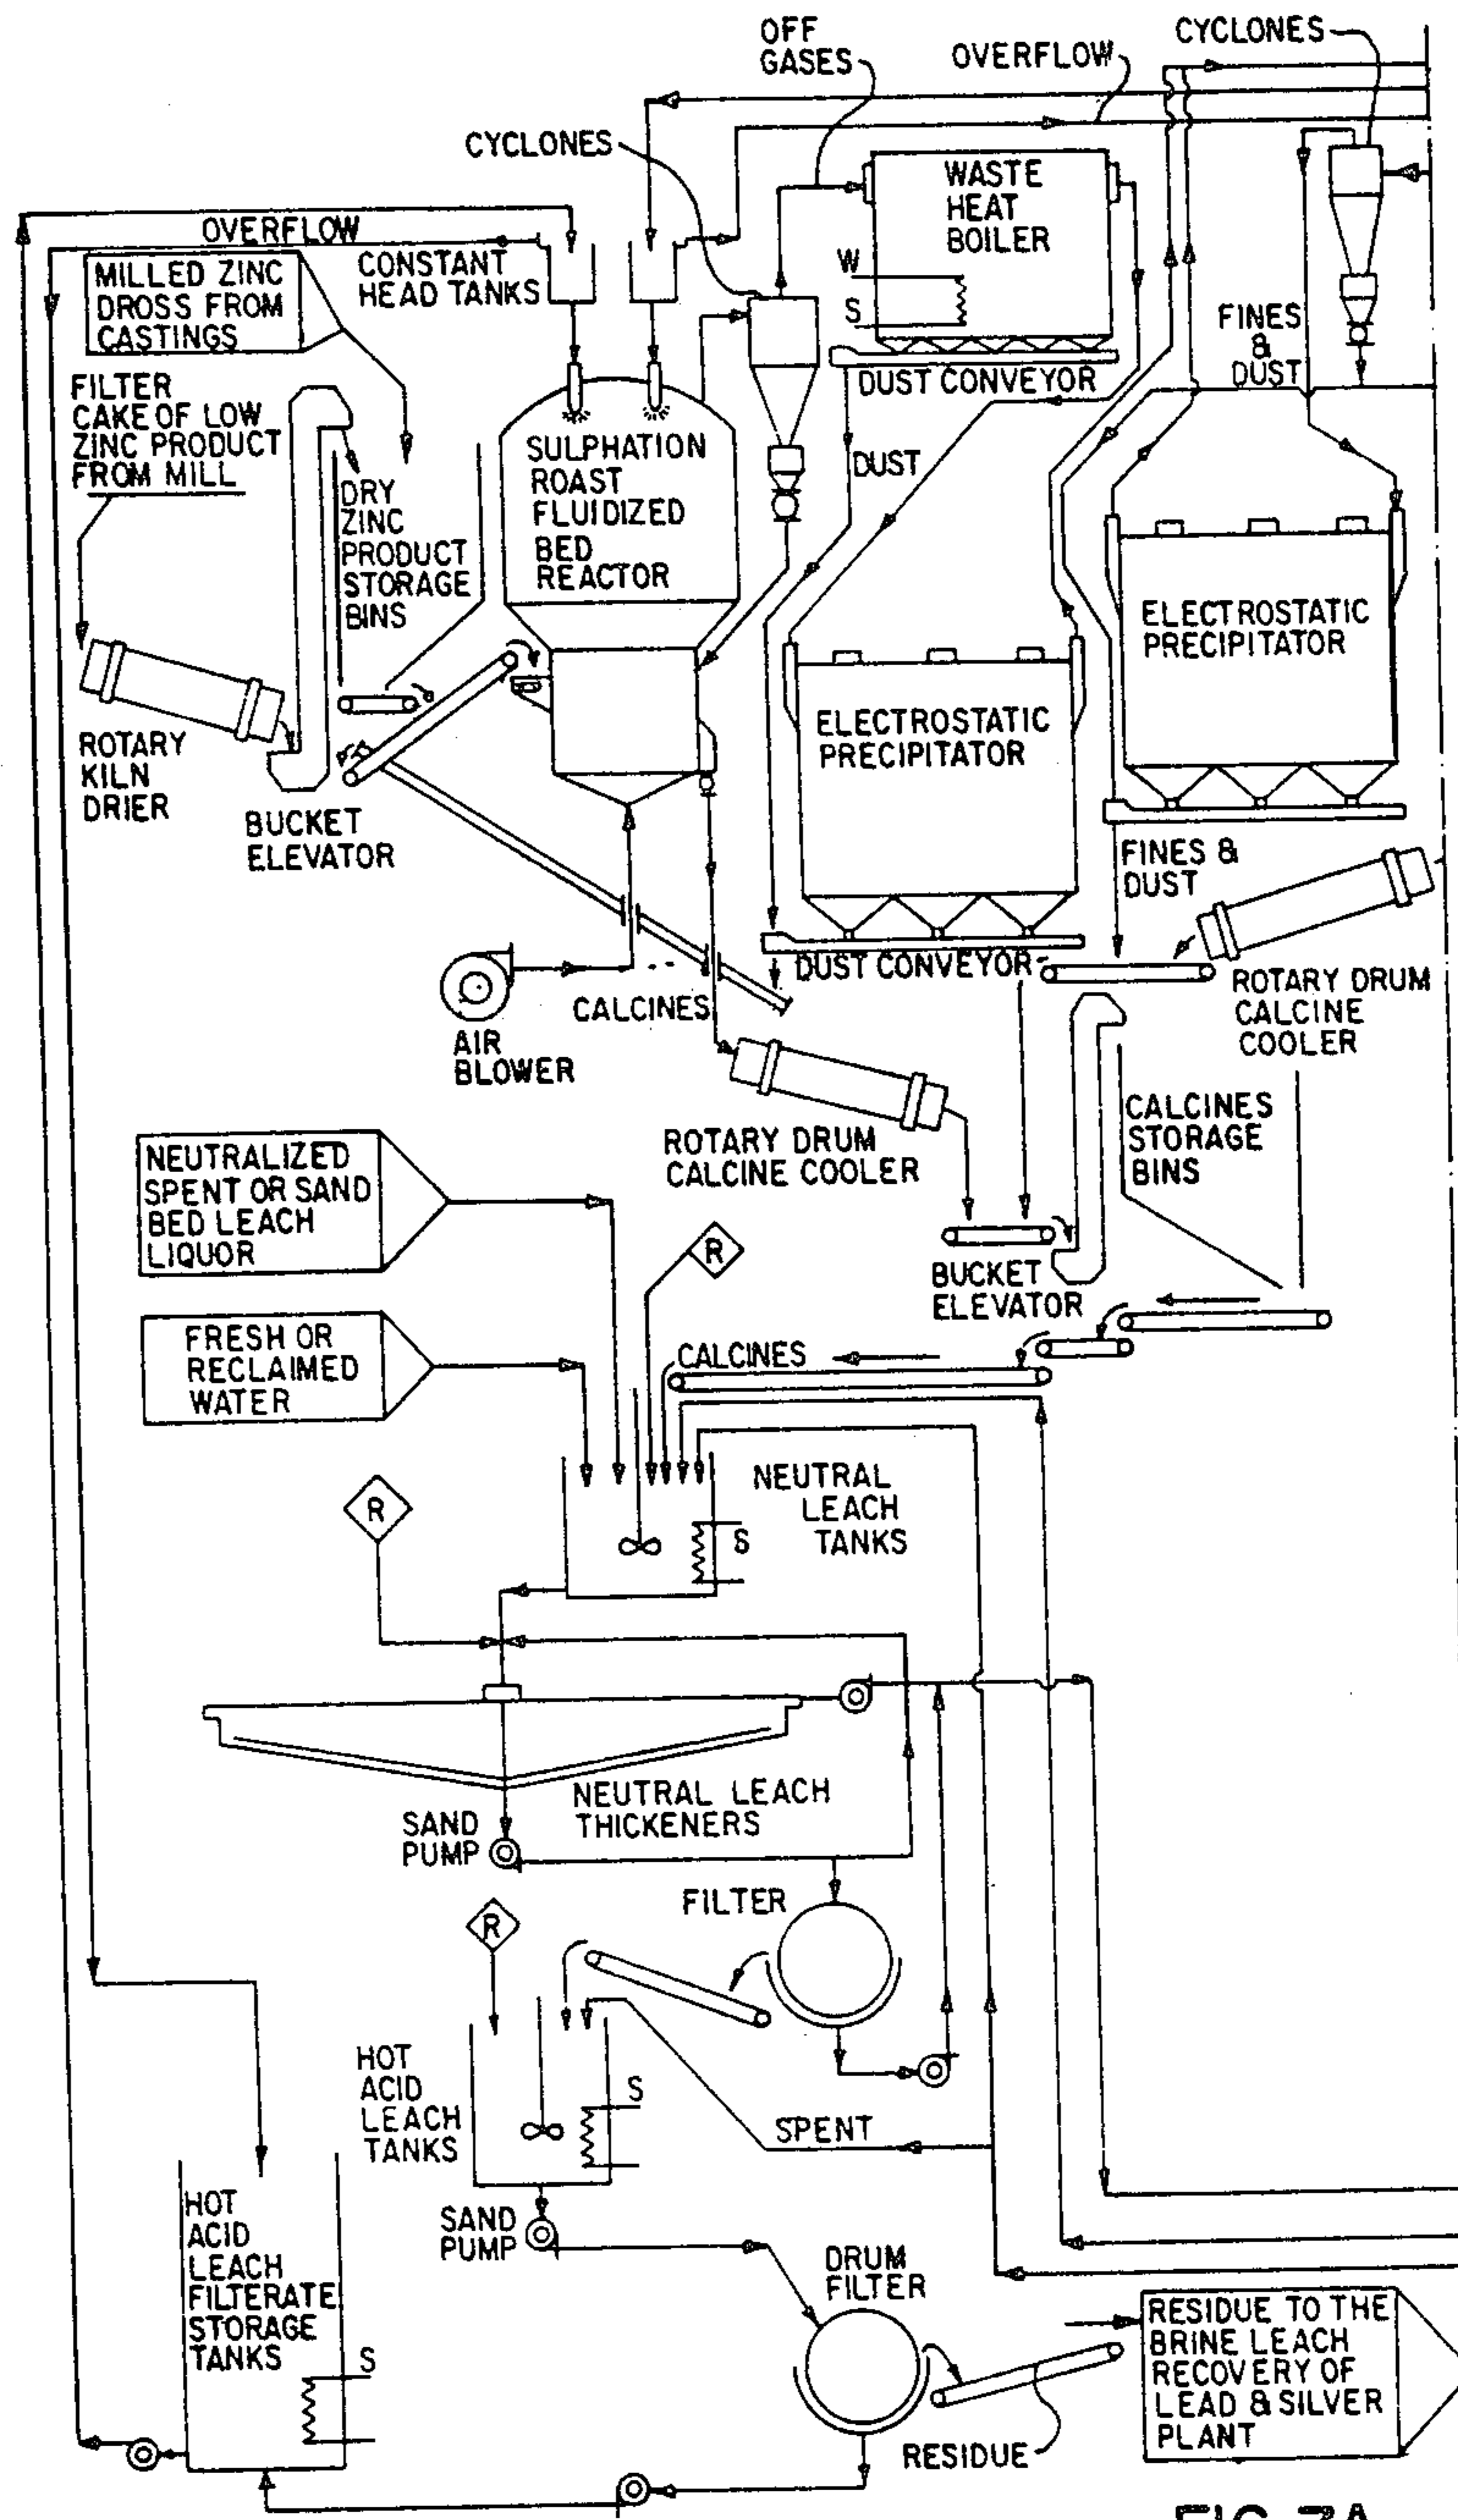 OFF
GASES
OVERFLOW
CYCLONES
CYCLONES
WASTE
HEAT
BOILER
W
S
OVERFLOW
CONSTANT
HEAD TANKS
MILLED ZINC
DROSS FROM
CASTINGS
FILTER
CAKE OF LOW
ZINC PRODUCT
FROM MILL
DRY
ZINC
PRODUCT
STORAGE
BINS
SULPHATION
ROAST
FLUIDIZED
BED
REACTOR
DUST CONVEYOR
DUST
FINES
&
DUST
ELECTROSTATIC
PRECIPITATOR
ELECTROSTATIC
PRECIPITATOR
ROTARY
KILN
DRIER
BUCKET
ELEVATOR
FINES &
DUST
DUST CONVEYOR
AIR
BLOWER
CALCINES
ROTARY DRUM
CALCINE
COOLER
ROTARY DRUM
CALCINE COOLER
CALCINES
STORAGE
BINS
NEUTRALIZED
SPENT OR SAND
BED LEACH
LIQUOR
R
BUCKET
ELEVATOR
FRESH OR
RECLAIMED
WATER
CALCINES
R
NEUTRAL
LEACH
TANKS
S
NEUTRAL LEACH
THICKENERS
SAND
PUMP
FILTER
R
HOT
ACID
LEACH
TANKS
S
SPENT
SAND
PUMP
HOT
ACID
LEACH
FILTERATE
STORAGE
TANKS
S
DRUM
FILTER
RESIDUE
RESIDUE TO THE
BRINE LEACH
RECOVERY OF
LEAD & SILVER
PLANT
FIG. 7A